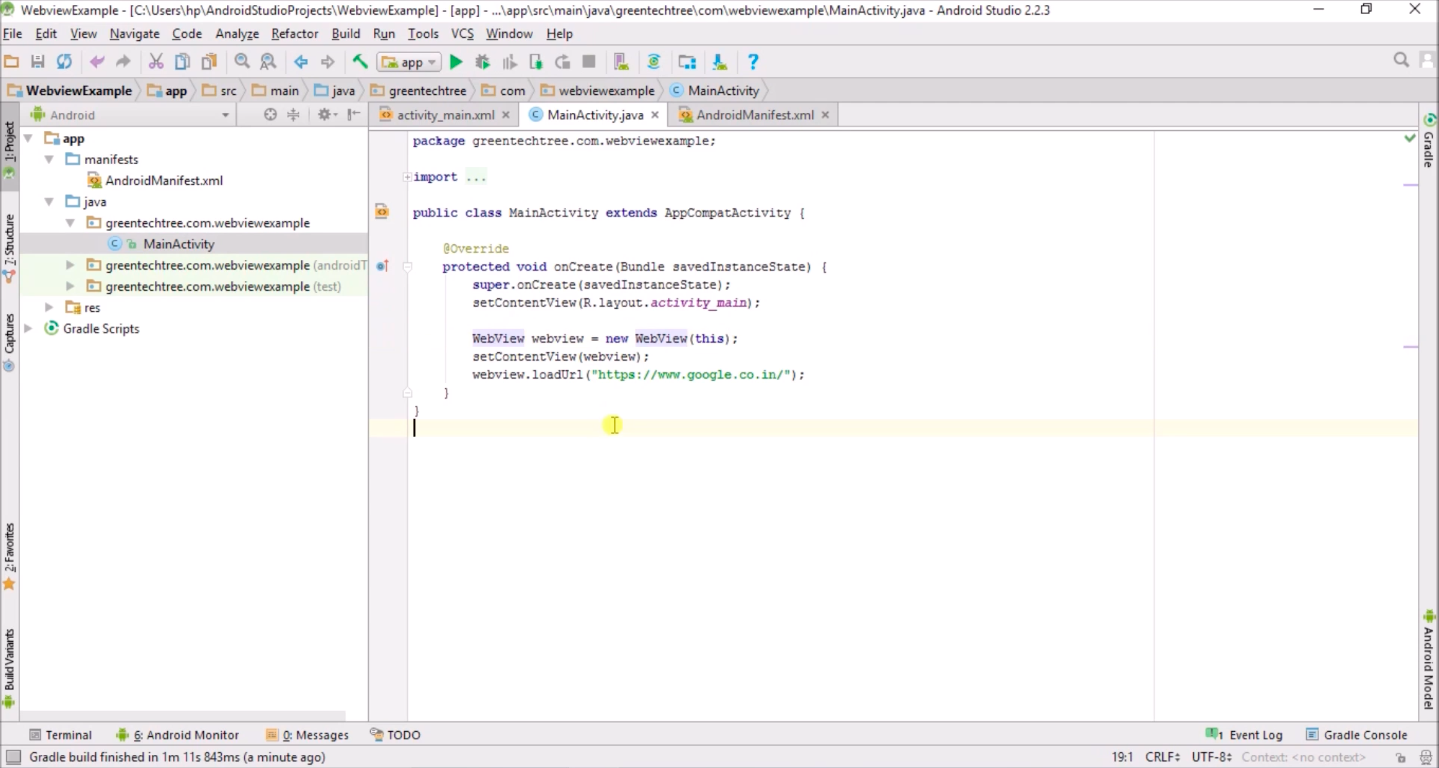 WebviewExample - [C:\Users\hp\AndroidStudioProjects\WebviewExample] - [app] - ...\app\src\main\java\greentechtree\com\webviewexample\MainActivity.java - Android Studio 2.2.3
File Edit View Navigate Code Analyze Refactor Build Run Tools VCS Window Help
app
WebviewExample app src main java greentechtree com webviewexample MainActivity
Android
activity_main.xml MainActivity.java AndroidManifest.xml
1: Project
7: Structure
Captures
2: Favorites
Build Variants
app
manifests
AndroidManifest.xml
java
greentechtree.com.webviewexample
MainActivity
greentechtree.com.webviewexample (androidT
greentechtree.com.webviewexample (test)
res
Gradle Scripts
package greentechtree.com.webviewexample;
import ...
public class MainActivity extends AppCompatActivity {
@Override
protected void onCreate(Bundle savedInstanceState) {
super.onCreate(savedInstanceState);
setContentView(R.layout.activity_main);
WebView webview = new WebView(this);
setContentView(webview);
webview.loadUrl("https://www.google.co.in/");
}
}
Gradle
Android Model
Terminal 6: Android Monitor 0: Messages TODO 1 Event Log Gradle Console
Gradle build finished in 1m 11s 843ms (a minute ago) 19:1 CRLF UTF-8 Context: <no context>